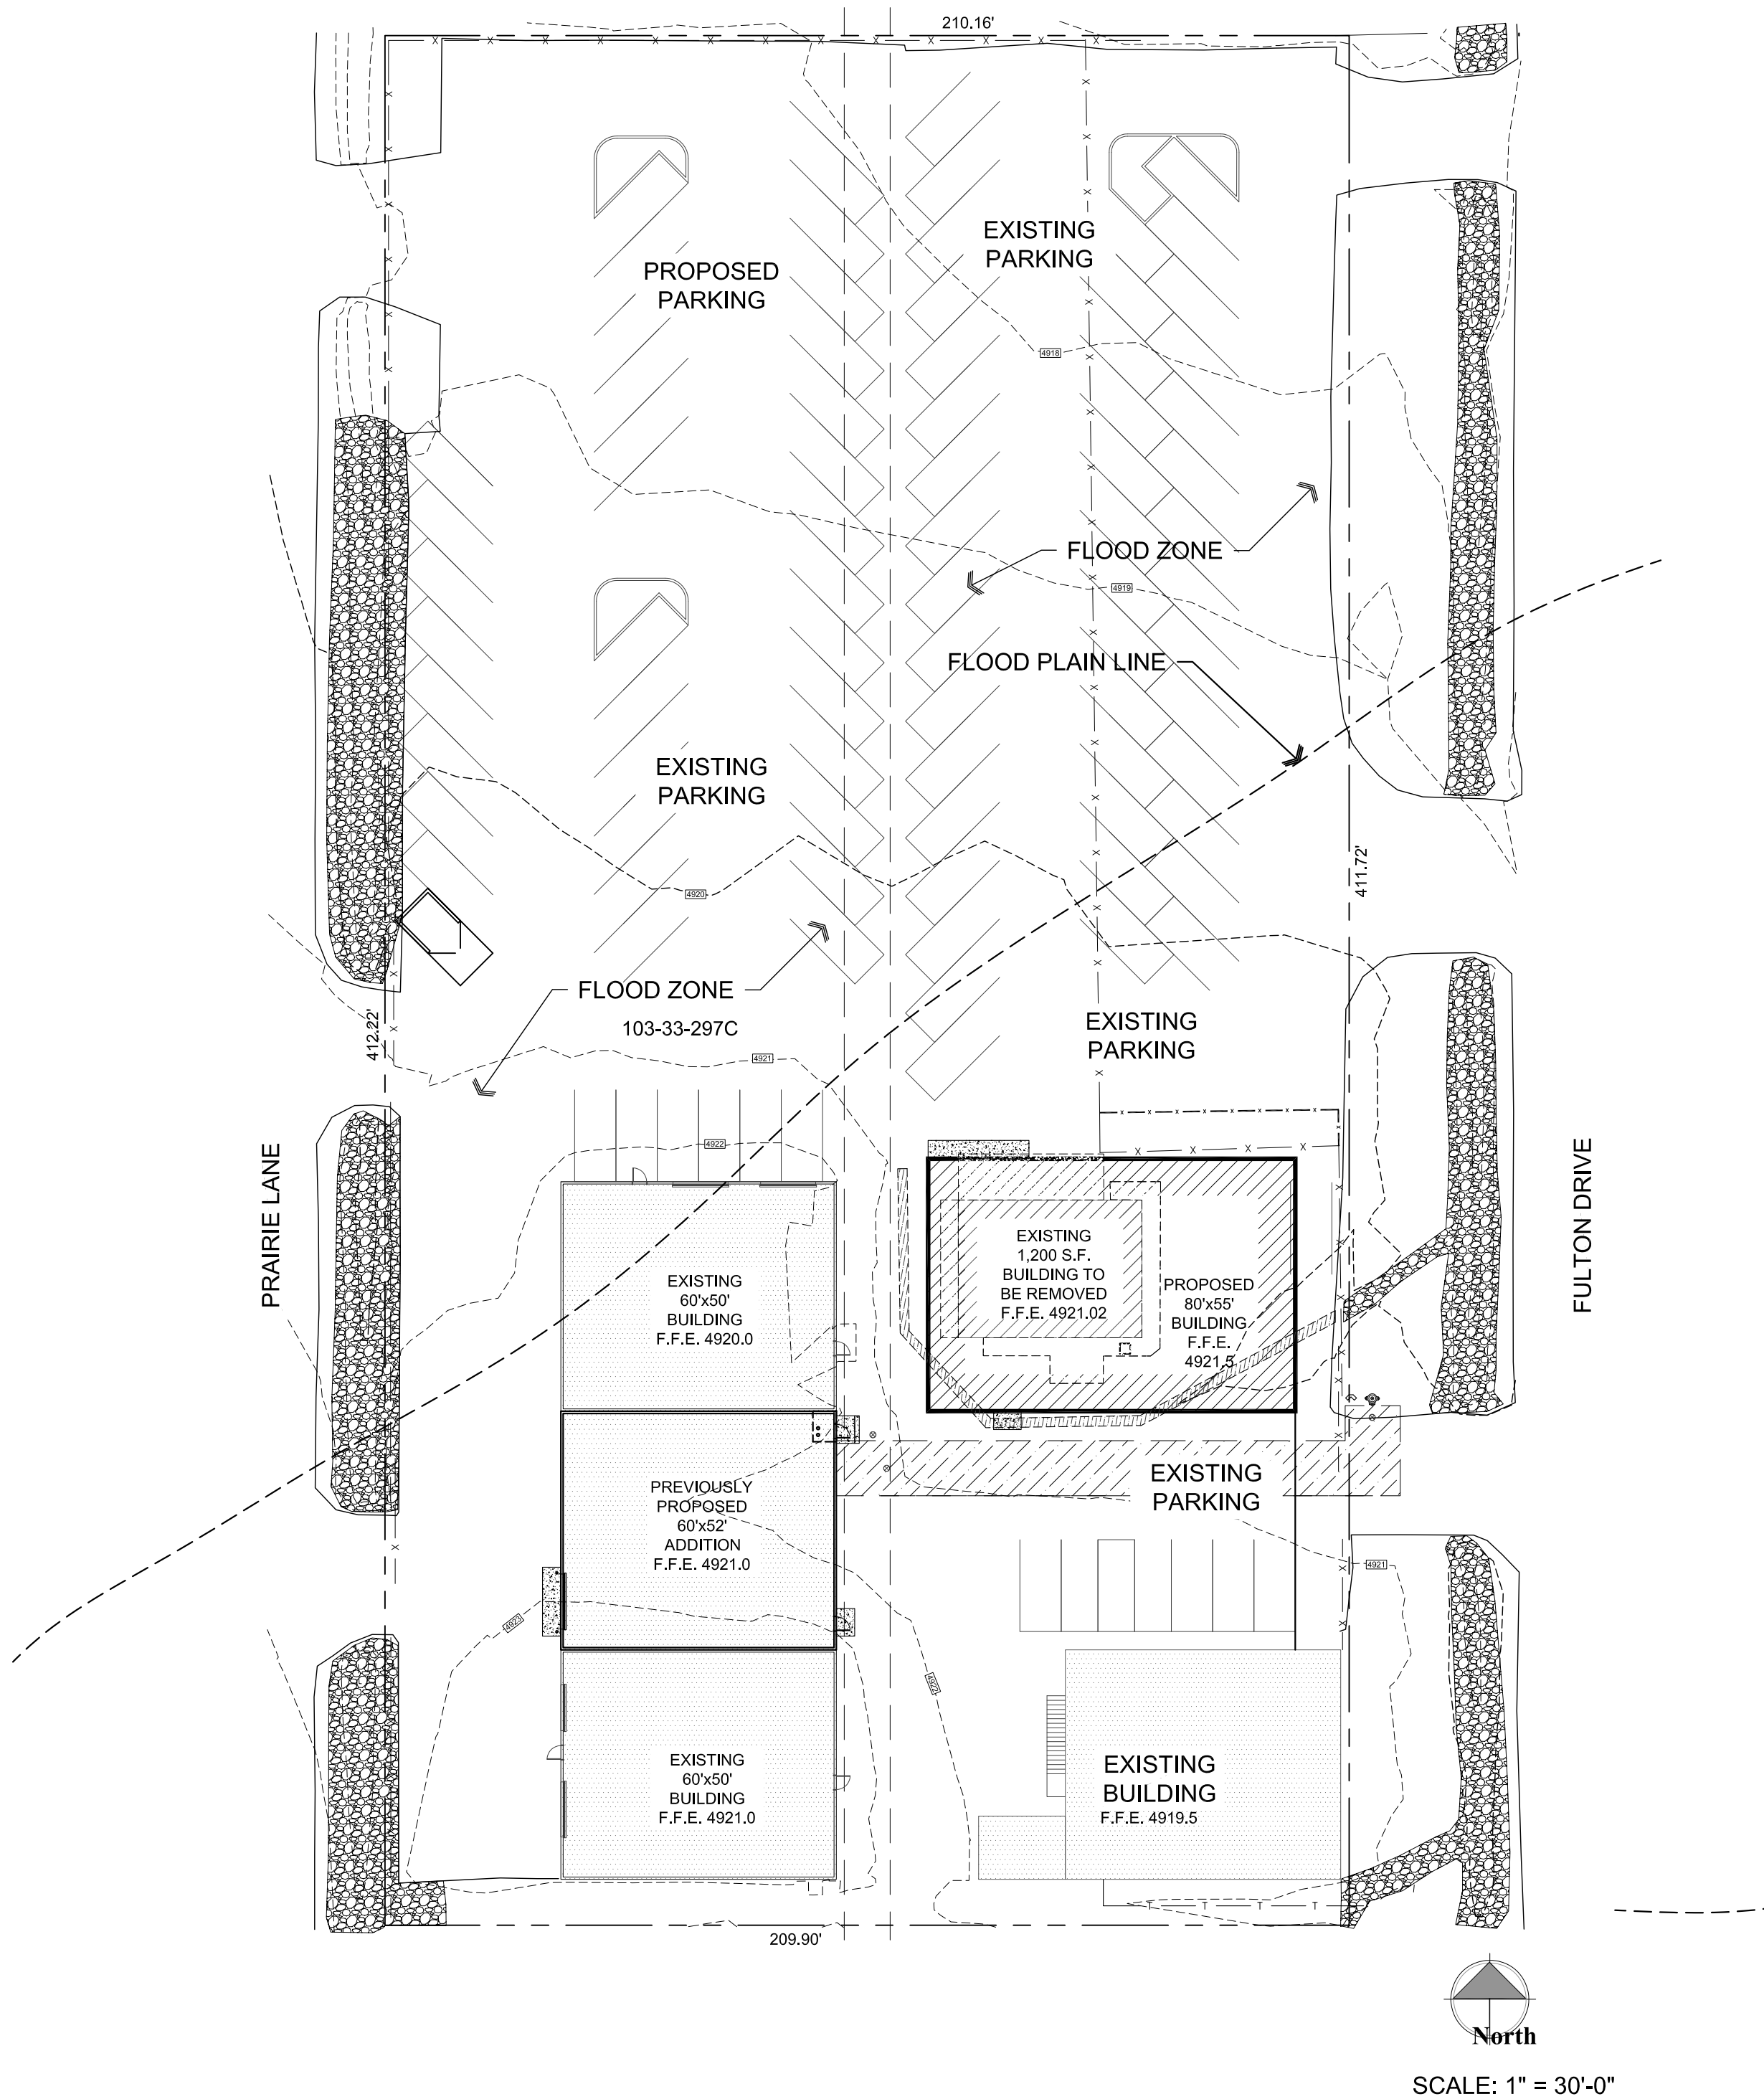 210.16'
EXISTING
PARKING
PROPOSED
PARKING
4918
FLOOD ZONE
4919
FLOOD PLAIN LINE
EXISTING
PARKING
4920
411.72'
FLOOD ZONE
103-33-297C
412.22'
EXISTING
PARKING
4921
4922
PRAIRIE LANE
FULTON DRIVE
EXISTING
1,200 S.F.
BUILDING TO
BE REMOVED
F.F.E. 4921.02
PROPOSED
80'x55'
BUILDING
F.F.E.
4921.5
EXISTING
60'x50'
BUILDING
F.F.E. 4920.0
EXISTING
PARKING
PREVIOUSLY
PROPOSED
60'x52'
ADDITION
F.F.E. 4921.0
4921
4923
4922
EXISTING
60'x50'
BUILDING
F.F.E. 4921.0
EXISTING
BUILDING
F.F.E. 4919.5
209.90'
North
SCALE: 1" = 30'-0"